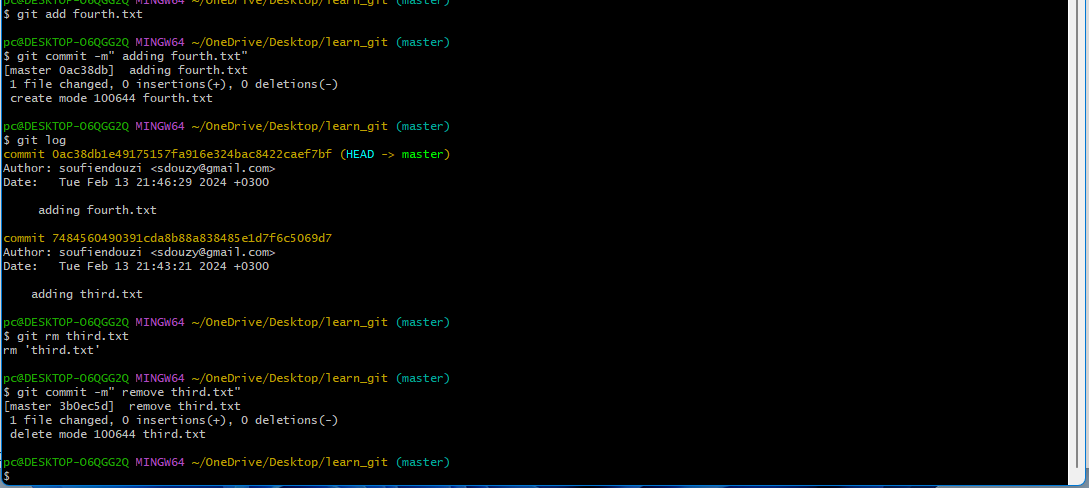 $ git add fourth.txt
pc@DESKTOP-O6QGG2Q MINGW64 ~/OneDrive/Desktop/learn_git (master)
$ git commit -m" adding fourth.txt"
[master 0ac38db]  adding fourth.txt
 1 file changed, 0 insertions(+), 0 deletions(-)
 create mode 100644 fourth.txt
pc@DESKTOP-O6QGG2Q MINGW64 ~/OneDrive/Desktop/learn_git (master)
$ git log
commit 0ac38db1e49175157fa916e324bac8422caef7bf (HEAD -> master)
Author: soufiendouzi <sdouzy@gmail.com>
Date:   Tue Feb 13 21:46:29 2024 +0300
     adding fourth.txt
commit 7484560490391cda8b88a838485e1d7f6c5069d7
Author: soufiendouzi <sdouzy@gmail.com>
Date:   Tue Feb 13 21:43:21 2024 +0300
    adding third.txt
pc@DESKTOP-O6QGG2Q MINGW64 ~/OneDrive/Desktop/learn_git (master)
$ git rm third.txt
rm 'third.txt'
pc@DESKTOP-O6QGG2Q MINGW64 ~/OneDrive/Desktop/learn_git (master)
$ git commit -m" remove third.txt"
[master 3b0ec5d]  remove third.txt
 1 file changed, 0 insertions(+), 0 deletions(-)
 delete mode 100644 third.txt
pc@DESKTOP-O6QGG2Q MINGW64 ~/OneDrive/Desktop/learn_git (master)
$